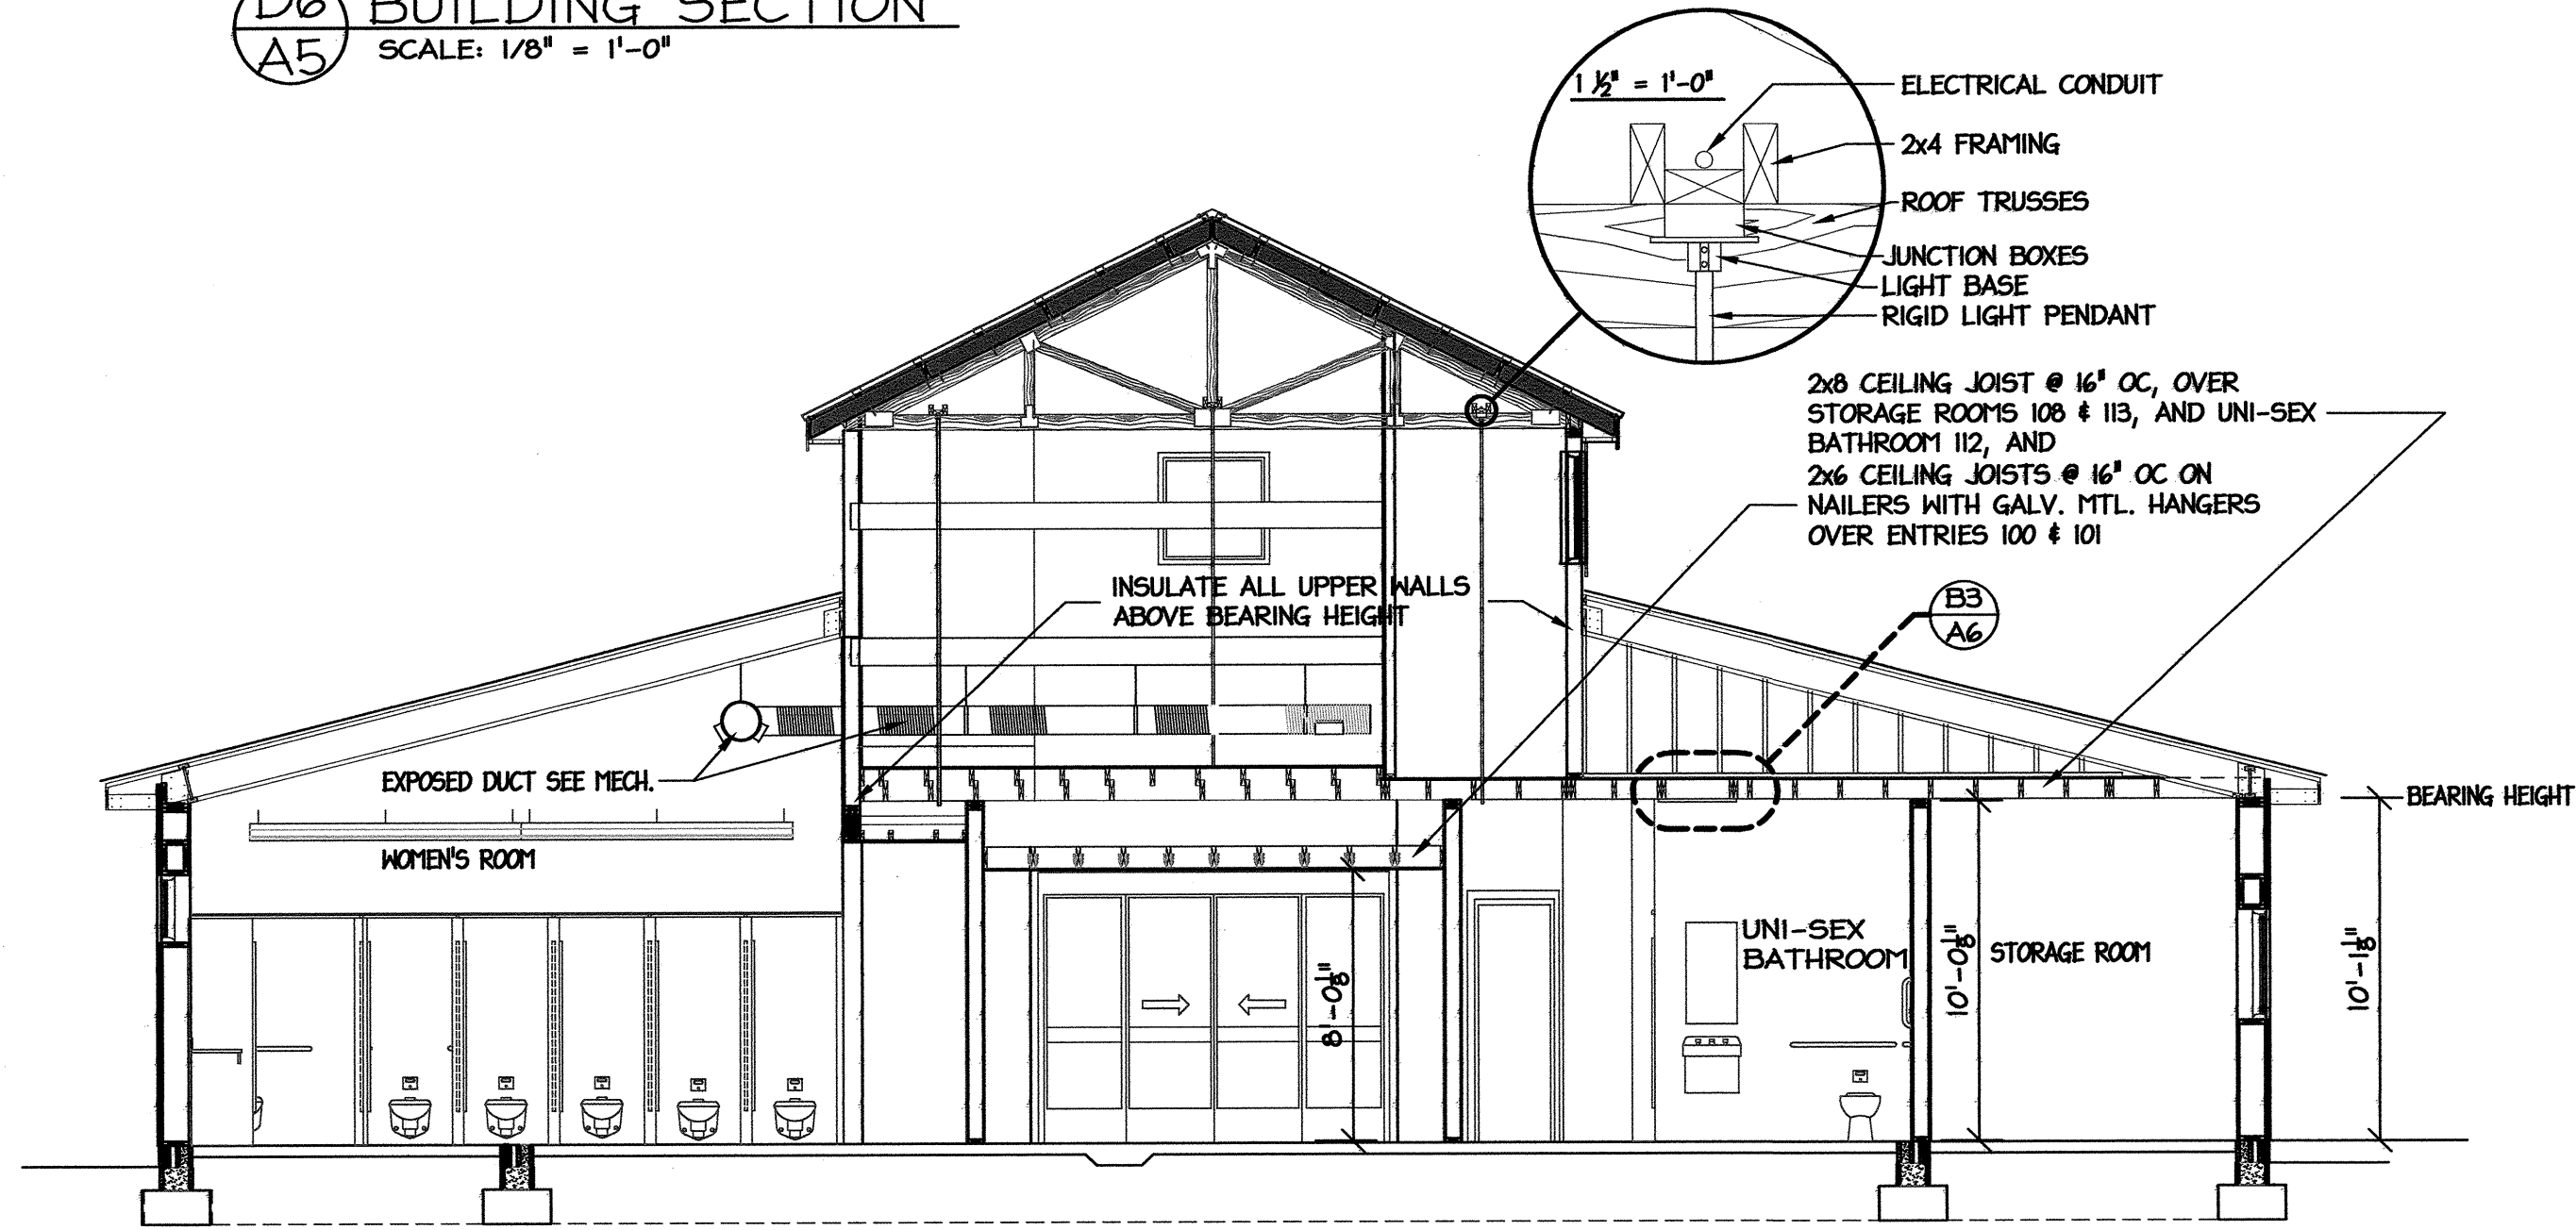 D6 BUILDING SECTION
A5 SCALE: 1/8" = 1'-0"
1 1/2" = 1'-0"
ELECTRICAL CONDUIT
2x4 FRAMING
ROOF TRUSSES
JUNCTION BOXES
LIGHT BASE
RIGID LIGHT PENDANT
2x8 CEILING JOIST @ 16" OC, OVER
STORAGE ROOMS 108 & 113, AND UNI-SEX
BATHROOM 112, AND
2x6 CEILING JOISTS @ 16" OC ON
NAILERS WITH GALV. MTL. HANGERS
OVER ENTRIES 100 & 101
INSULATE ALL UPPER WALLS
ABOVE BEARING HEIGHT
B3
A6
EXPOSED DUCT SEE MECH.
BEARING HEIGHT
WOMEN'S ROOM
UNI-SEX
BATHROOM
STORAGE ROOM
8'-0 1/8"
10'-0 1/8"
10'-1 1/8"